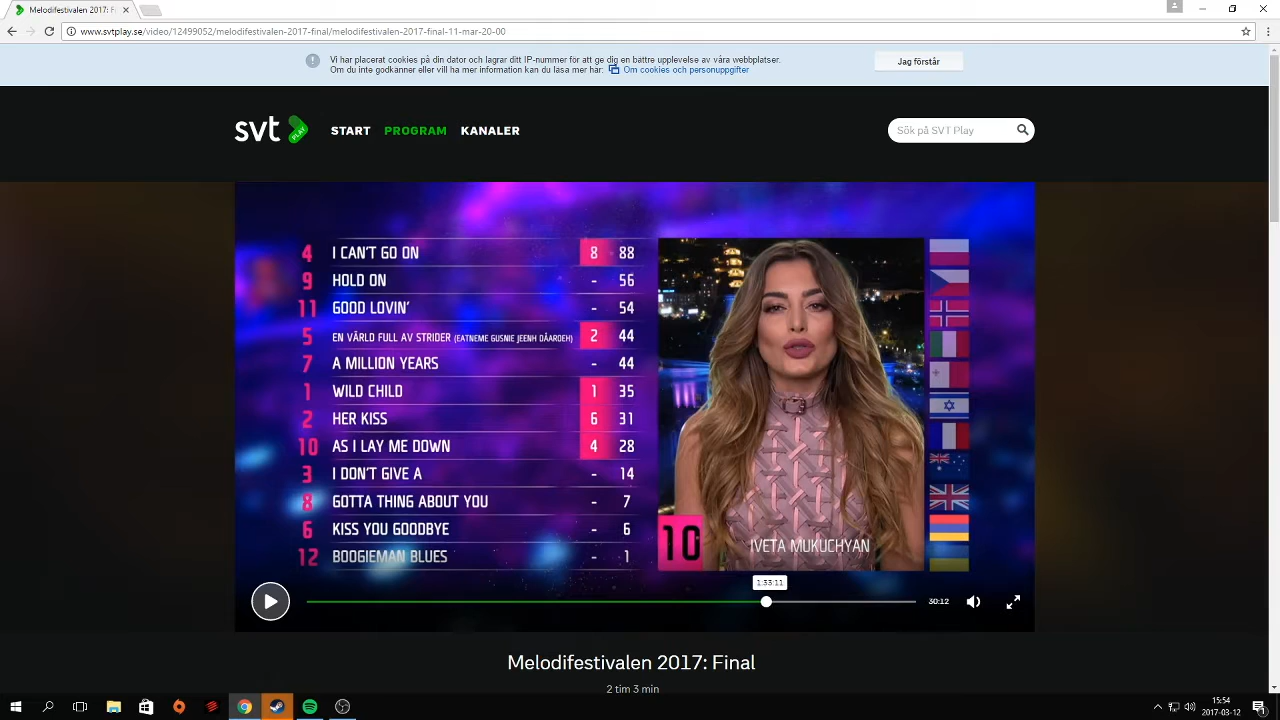 Melodifestivalen 2017: Fi
www.svtplay.se/video/12499052/melodifestivalen-2017-final/melodifestivalen-2017-final-11-mar-20-00
Vi har placerat cookies på din dator och lagrar ditt IP-nummer för att ge dig en bättre upplevelse av våra webbplatser.
Om du inte godkänner eller vill ha mer information kan du läsa mer här: Om cookies och personuppgifter
Jag förstår
svt PLAY START PROGRAM KANALER
Sök på SVT Play
4 I CAN'T GO ON 8 88
9 HOLD ON - 56
11 GOOD LOVIN' - 54
5 EN VÄRLD FULL AV STRIDER (EATNEME GUSNIE JEENH DÅAROEH) 2 44
7 A MILLION YEARS - 44
1 WILD CHILD 1 35
2 HER KISS 6 31
10 AS I LAY ME DOWN 4 28
3 I DON'T GIVE A - 14
8 GOTTA THING ABOUT YOU - 7
6 KISS YOU GOODBYE - 6
12 BOOGIEMAN BLUES - 1
10 IVETA MUKUCHYAN
1:33:11
30:12
Melodifestivalen 2017: Final
2 tim 3 min
15:54
2017-03-12